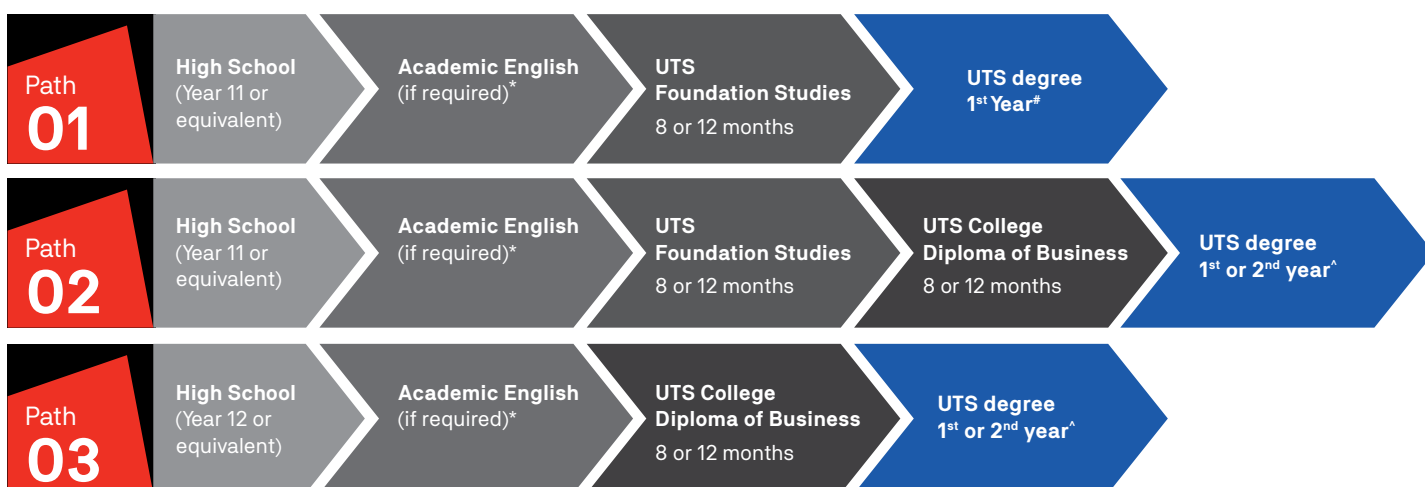 Path
01
High School
(Year 11 or
equivalent)
Academic English
(if required)*
UTS
Foundation Studies
8 or 12 months
UTS degree
1st Year#
Path
02
High School
(Year 11 or
equivalent)
Academic English
(if required)*
UTS
Foundation Studies
8 or 12 months
UTS College
Diploma of Business
8 or 12 months
UTS degree
1st or 2nd year^
Path
03
High School
(Year 12 or
equivalent)
Academic English
(if required)*
UTS College
Diploma of Business
8 or 12 months
UTS degree
1st or 2nd year^